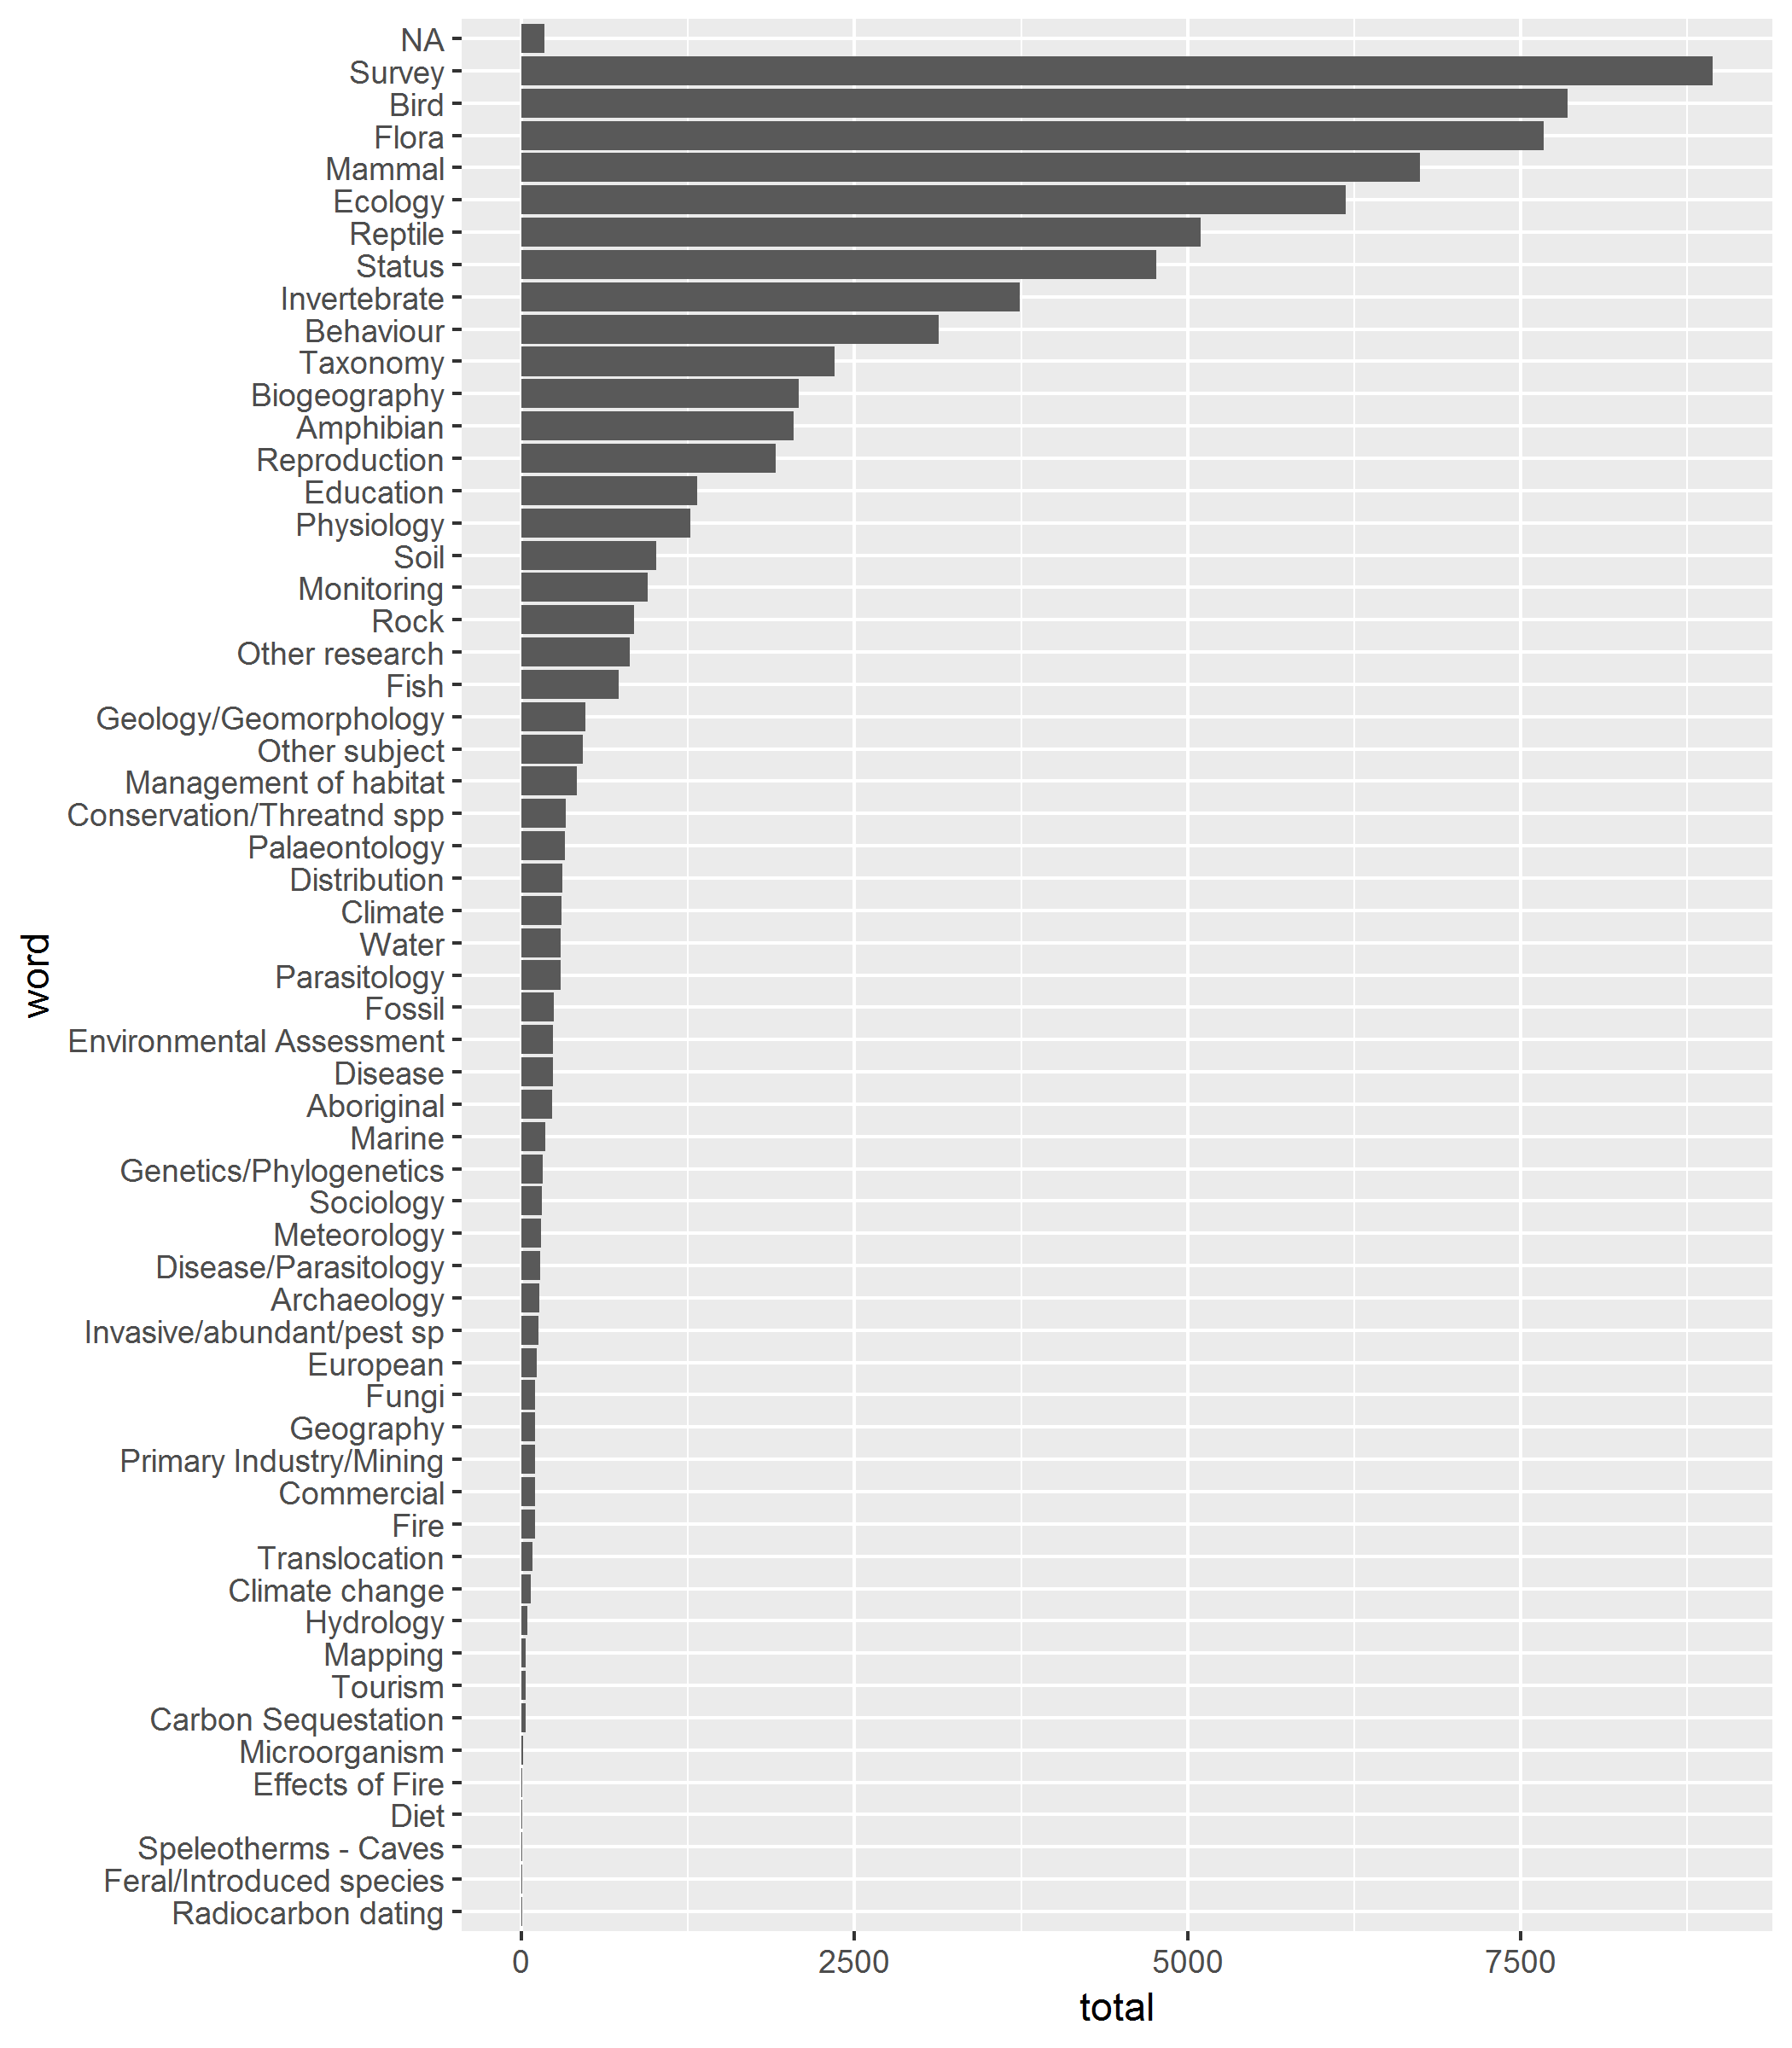 NA
Survey
Bird
Flora
Mammal
Ecology
Reptile
Status
Invertebrate
Behaviour
Taxonomy
Biogeography
Amphibian
Reproduction
Education
Physiology
Soil
Monitoring
Rock
Other research
Fish
Geology/Geomorphology
Other subject
Management of habitat
Conservation/Threatnd spp
Palaeontology
Distribution
Climate
Water
Parasitology
Fossil
Environmental Assessment
Disease
Aboriginal
Marine
Genetics/Phylogenetics
Sociology
Meteorology
Disease/Parasitology
Archaeology
Invasive/abundant/pest sp
European
Fungi
Geography
Primary Industry/Mining
Commercial
Fire
Translocation
Climate change
Hydrology
Mapping
Tourism
Carbon Sequestation
Microorganism
Effects of Fire
Diet
Speleotherms - Caves
Feral/Introduced species
Radiocarbon dating
word
0 2500 5000 7500
total